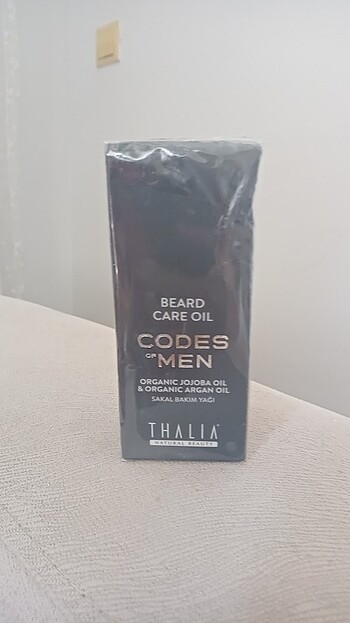 BEARD
CARE OIL
CODES
OF MEN
ORGANIC JOJOBA OIL
& ORGANIC ARGAN OIL
SAKAL BAKIM YAĞI
THALIA
NATURAL BEAUTY